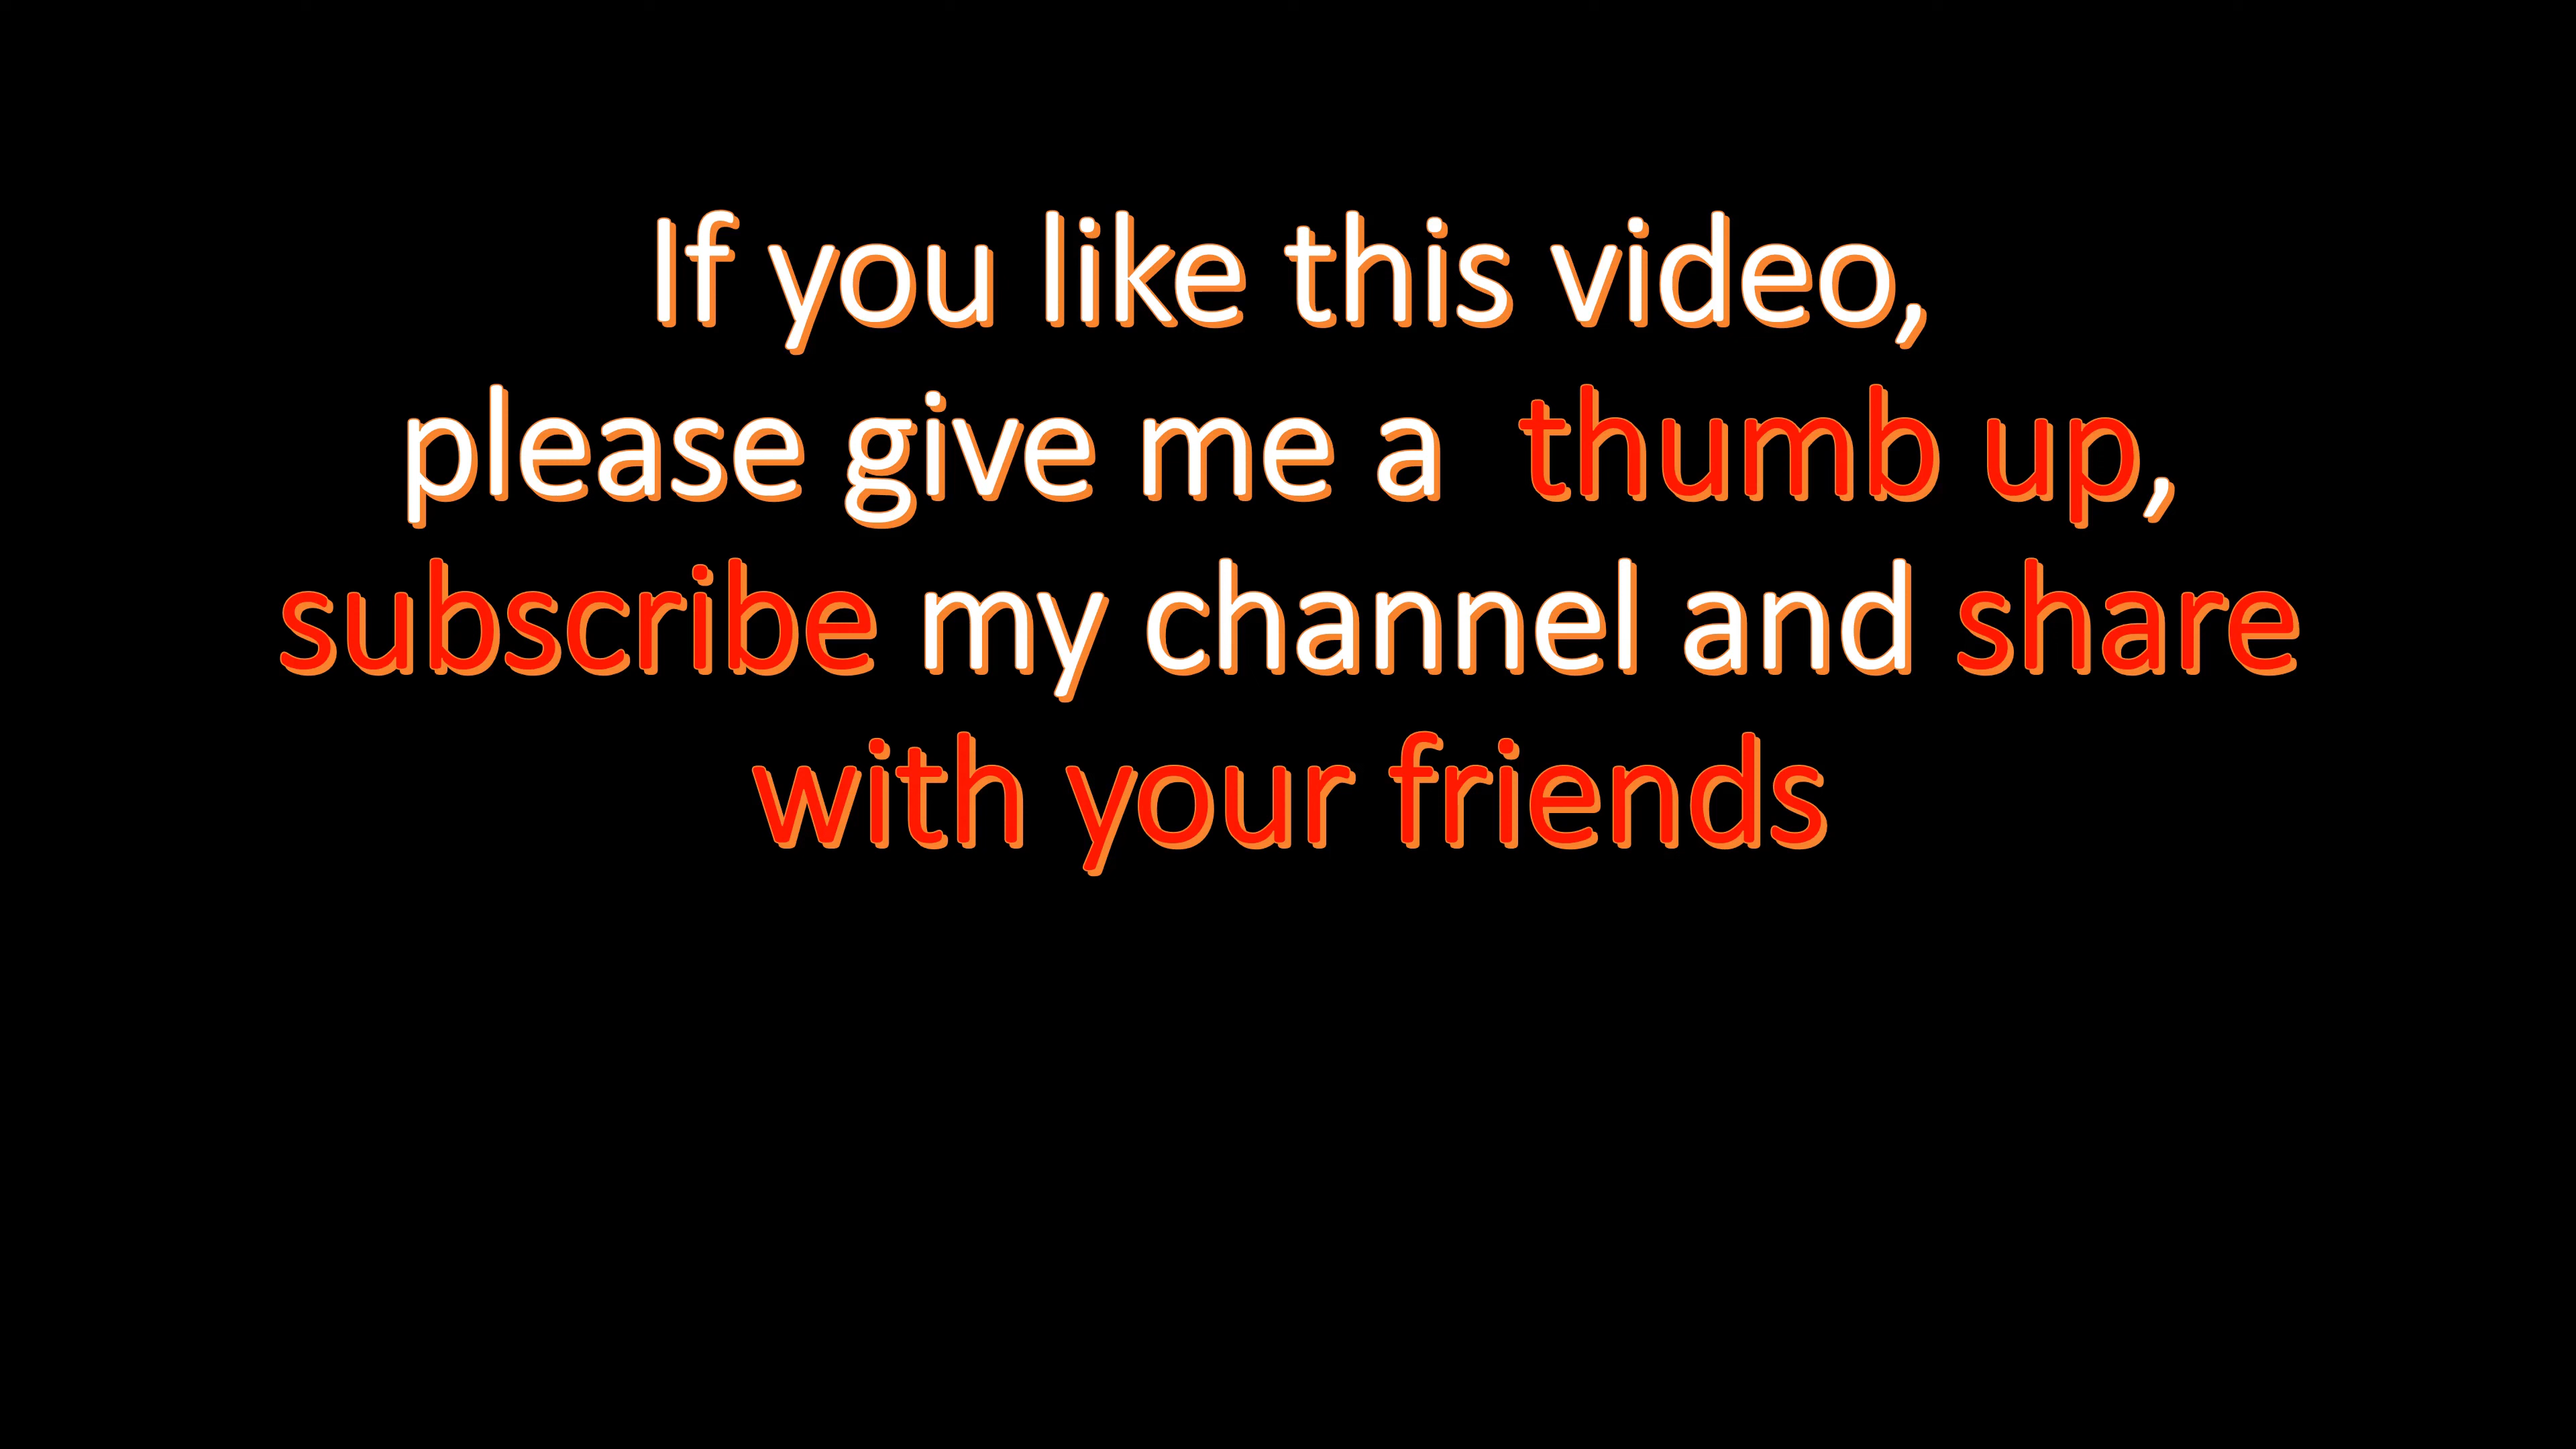 If you like this video,
please give me a  thumb up,
subscribe my channel and share
with your friends